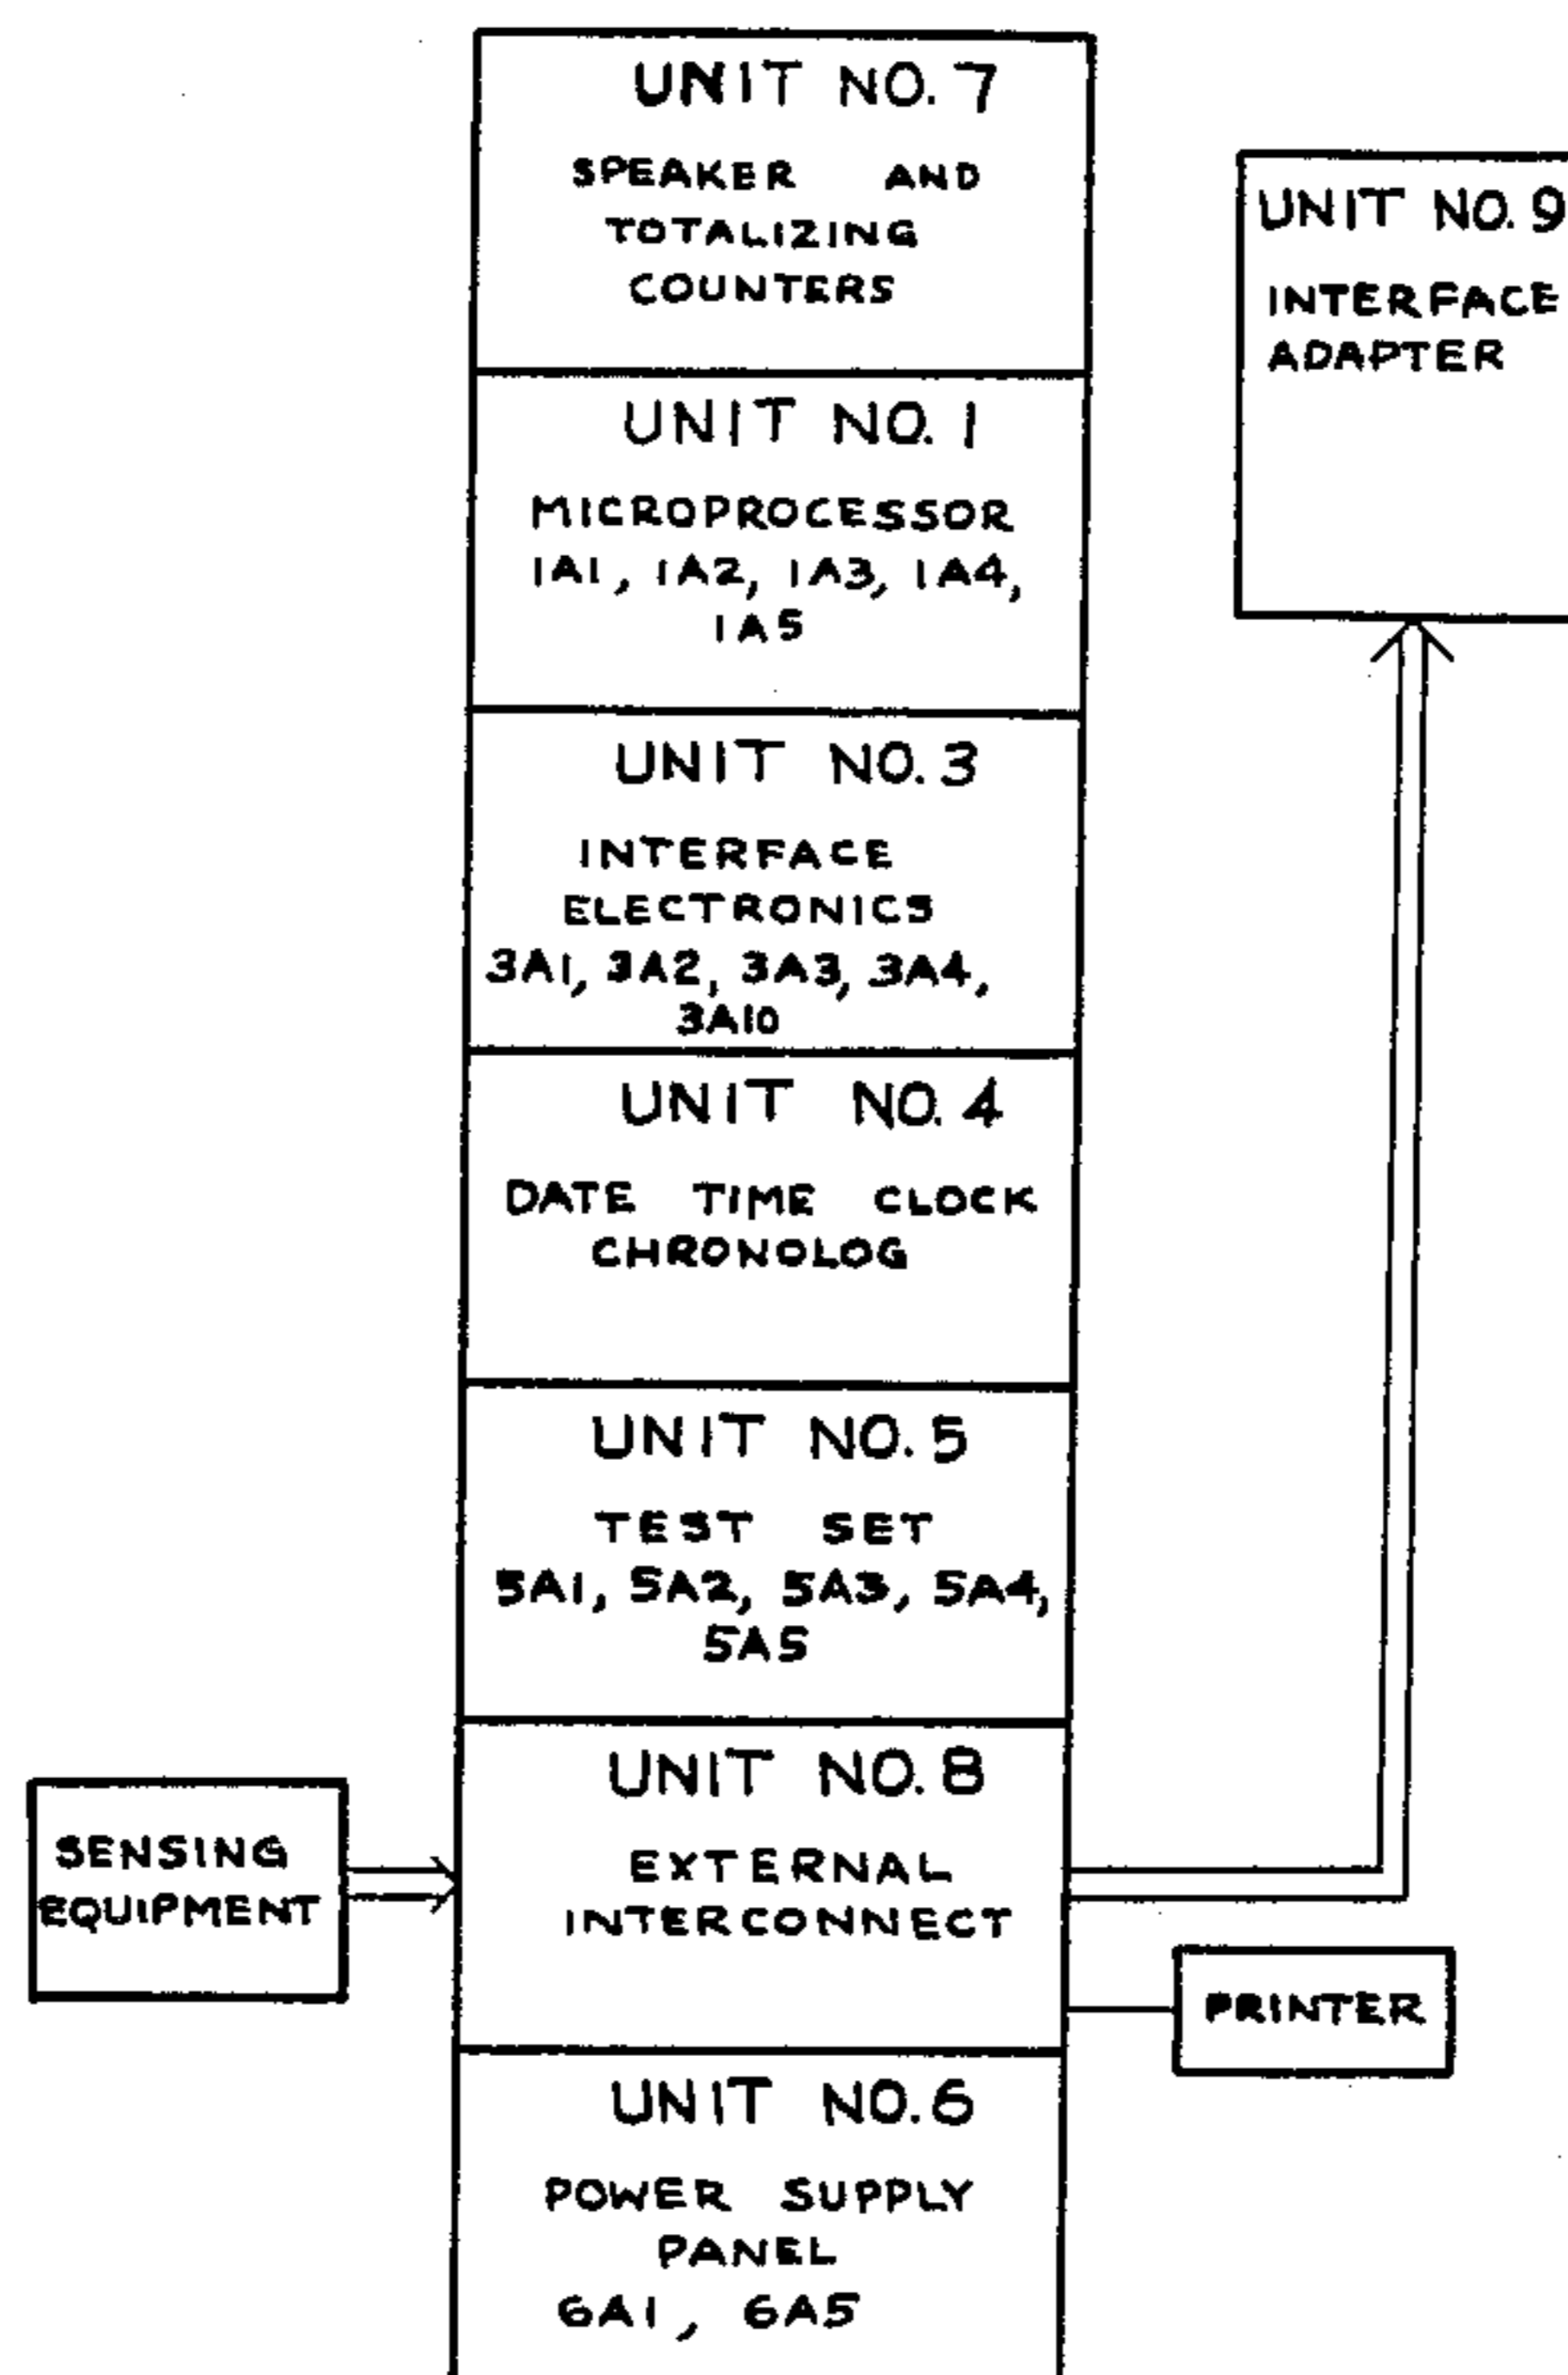 UNIT NO. 7
SPEAKER AND
TOTALIZING
COUNTERS
UNIT NO. 1
MICROPROCESSOR
1A1, 1A2, 1A3, 1A4,
1A5
UNIT NO. 3
INTERFACE
ELECTRONICS
3A1, 3A2, 3A3, 3A4,
3A10
UNIT NO. 4
DATE TIME CLOCK
CHRONOLOG
UNIT NO. 5
TEST SET
5A1, 5A2, 5A3, 5A4,
5A5
UNIT NO. 8
EXTERNAL
INTERCONNECT
UNIT NO. 6
POWER SUPPLY
PANEL
6A1, 6A5
SENSING
EQUIPMENT
UNIT NO. 9
INTERFACE
ADAPTER
PRINTER